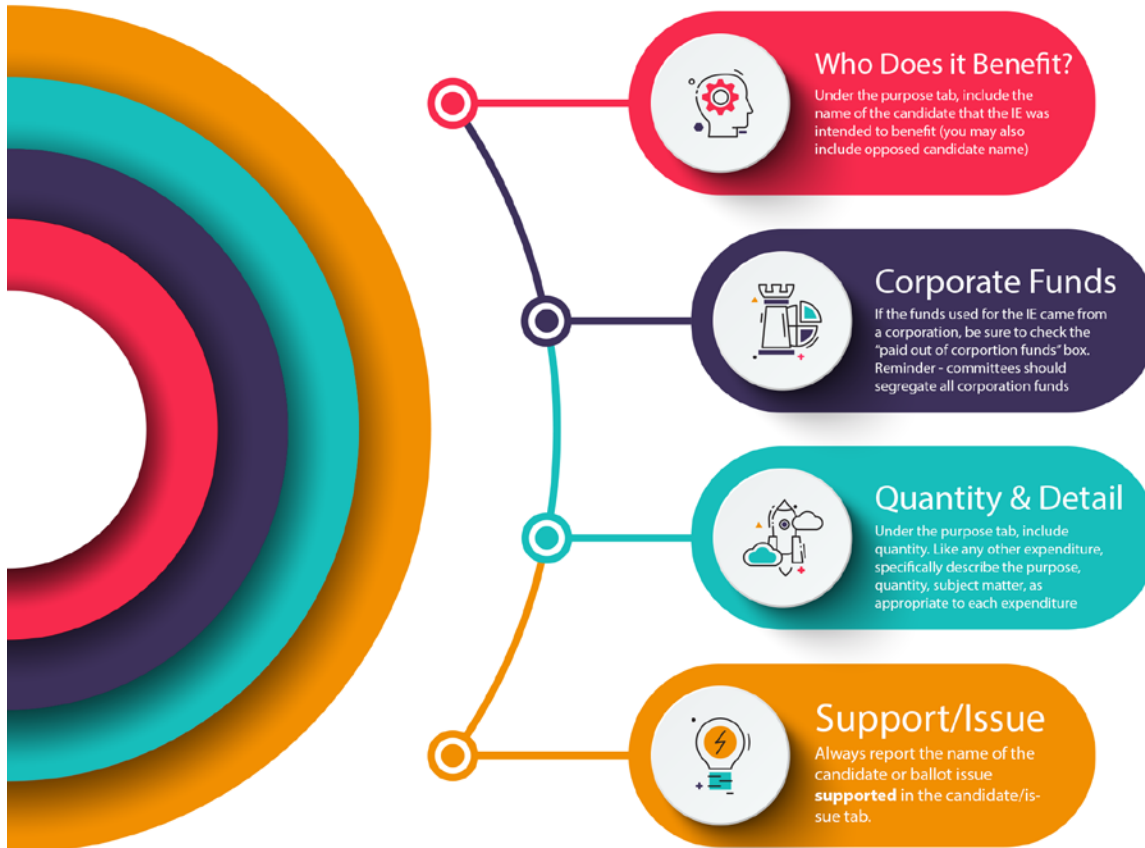 Who Does it Benefit?
Under the purpose tab, include the
name of the candidate that the IE was
intended to benefit (you may also
include opposed candidate name)
Corporate Funds
If the funds used for the IE came from
a corporation, be sure to check the
“paid out of corportion funds” box.
Reminder - committees should
segregate all corporation funds
Quantity & Detail
Under the purpose tab, include
quantity. Like any other expenditure,
specifically describe the purpose,
quantity, subject matter, as
appropriate to each expenditure
Support/Issue
Always report the name of the
candidate or ballot issue
supported in the candidate/is-
sue tab.